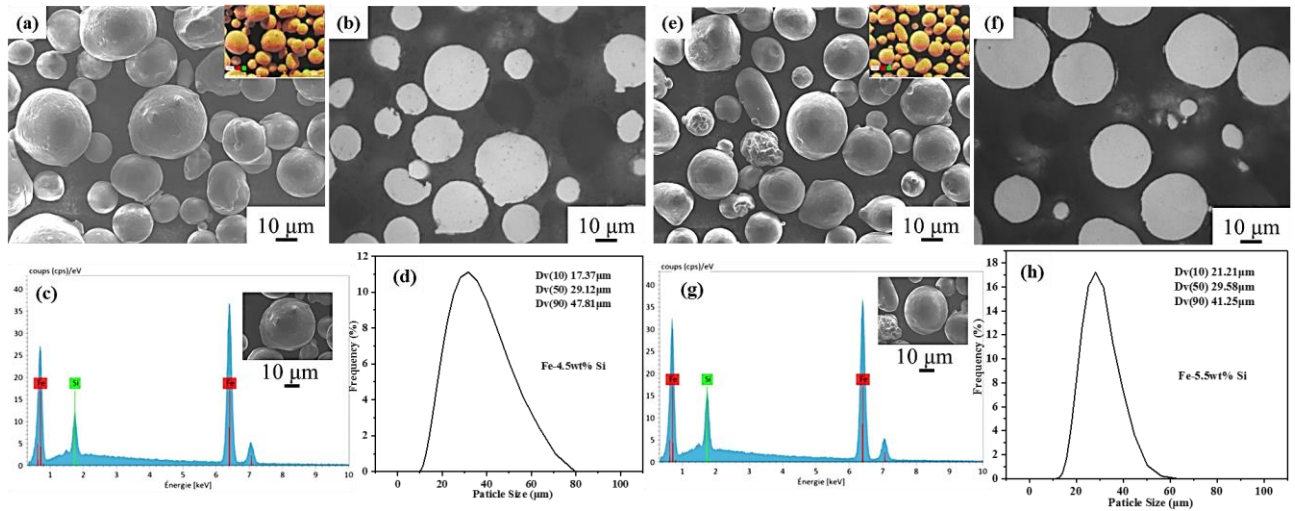 (a)
10 μm
(b)
10 μm
(e)
10 μm
(f)
10 μm
(c)
coups (cps)/eV
40
35
30
25
20
15
10
5
0
Fe
Si
Fe
10 μm
1 2 3 4 5 6 7 8 9 10
Énergie [keV]
(d)
Frequency (%)
12
10
8
6
4
2
0
Dv(10) 17.37μm
Dv(50) 29.12μm
Dv(90) 47.81μm
Fe-4.5wt% Si
0 20 40 60 80 100
Paticle Size (μm)
(g)
coups (cps)/eV
40
35
30
25
20
15
10
5
0
Fe
Si
Fe
10 μm
1 2 3 4 5 6 7 8 9 10
Énergie [keV]
(h)
Frequency (%)
18
16
14
12
10
8
6
4
2
0
Dv(10) 21.21μm
Dv(50) 29.58μm
Dv(90) 41.25μm
Fe-5.5wt% Si
0 20 40 60 80 100
Paticle Size (μm)